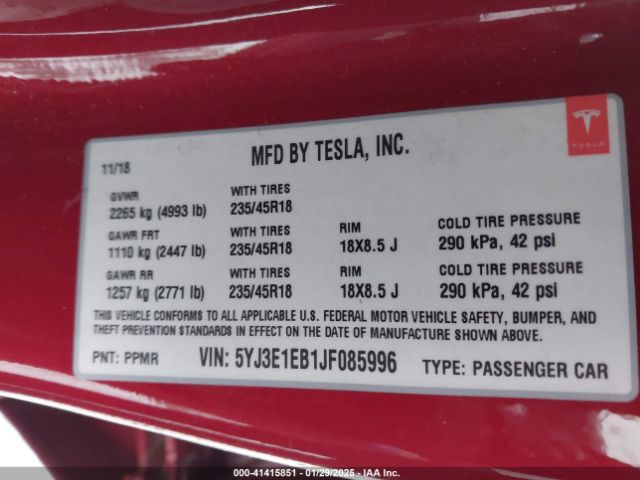 MFD BY TESLA, INC.
TESLA
11/18
GVWR
2265 kg (4993 lb)
WITH TIRES
235/45R18
GAWR FRT
1110 kg (2447 lb)
WITH TIRES
235/45R18
RIM
18X8.5 J
COLD TIRE PRESSURE
290 kPa, 42 psi
GAWR RR
1257 kg (2771 lb)
WITH TIRES
235/45R18
RIM
18X8.5 J
COLD TIRE PRESSURE
290 kPa, 42 psi
THIS VEHICLE CONFORMS TO ALL APPLICABLE U.S. FEDERAL MOTOR VEHICLE SAFETY, BUMPER, AND
THEFT PREVENTION STANDARDS IN EFFECT ON THE DATE OF MANUFACTURE SHOWN ABOVE.
PNT: PPMR
VIN: 5YJ3E1EB1JF085996
TYPE: PASSENGER CAR
000-41415851 - 01/29/2025 - IAA Inc.